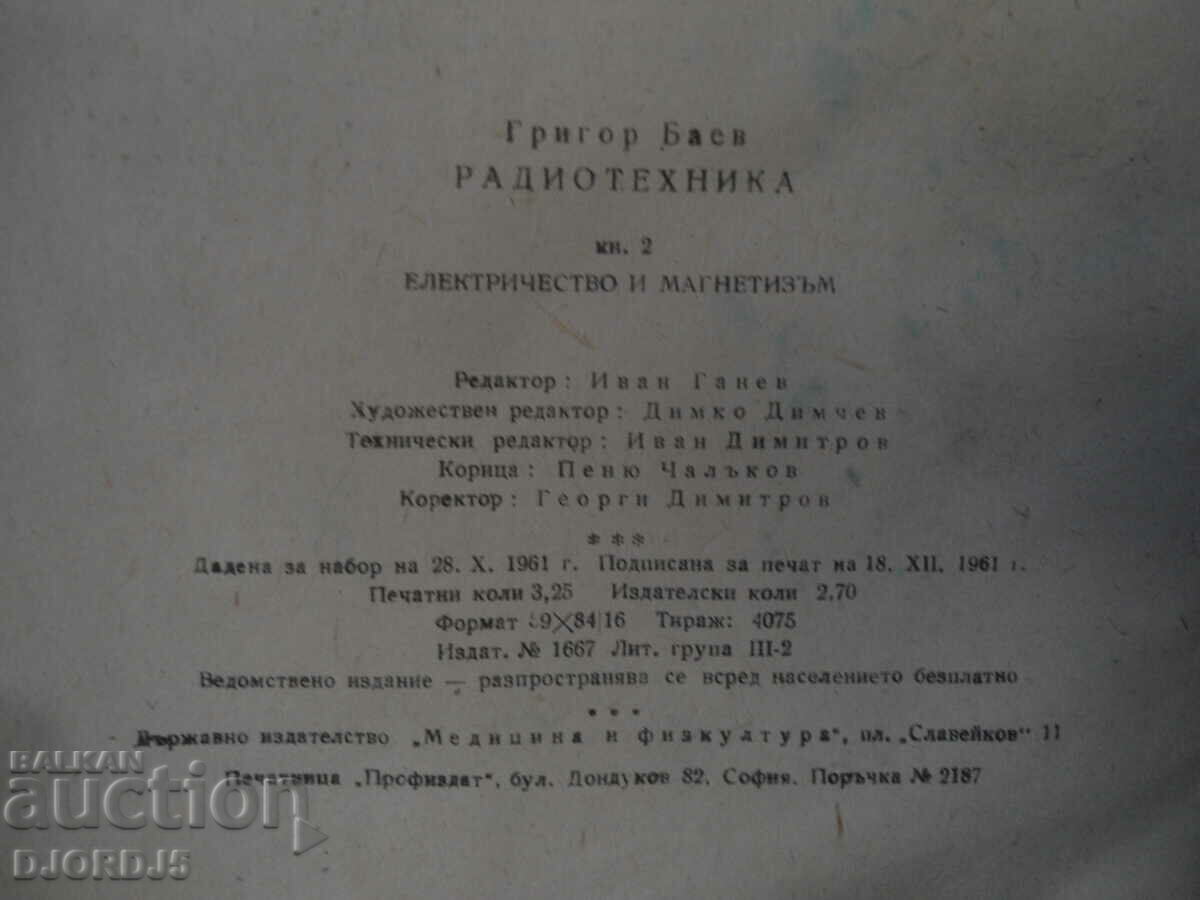 Григор Баев
РАДИОТЕХНИКА
кн. 2
ЕЛЕКТРИЧЕСТВО И МАГНЕТИЗЪМ
Редактор: Иван Ганев
Художествен редактор: Димко Димчев
Технически редактор: Иван Димитров
Корица: Пеню Чалъков
Коректор: Георги Димитров
***
Дадена за набор на 28. X. 1961 г. Подписана за печат на 18. XII. 1961 г.
Печатни коли 3,25 Издателски коли 2,70
Формат 59×84|16 Тираж: 4075
Издат. № 1667 Лит. група III-2
Ведомствено издание — разпространява се всред населението безплатно
• • •
Държавно издателство „Медицина и физкултура", пл. „Славейков" 11
Печатница „Профиздат", бул. Дондуков 82, София. Поръчка № 2187
BALKAN
auction
DJORDJ5